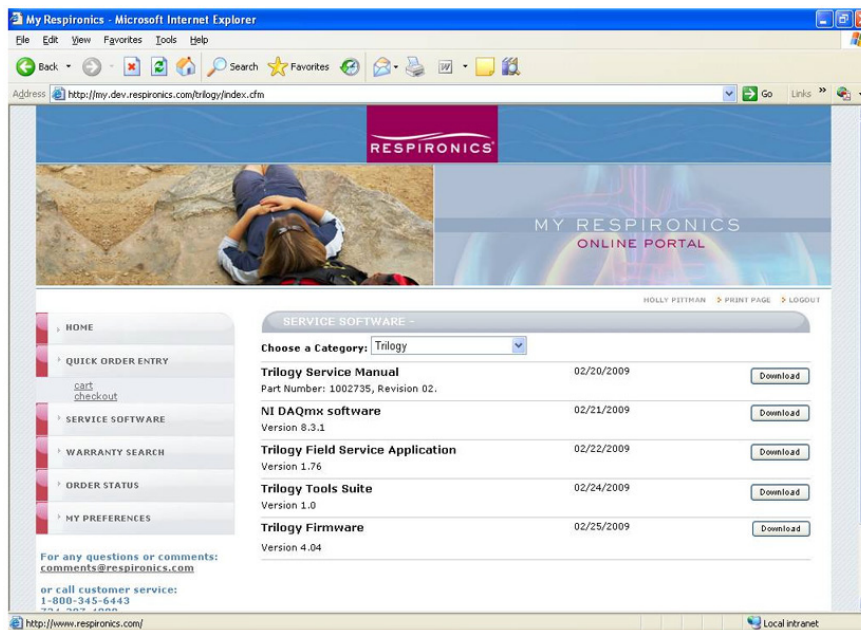 My Respironics - Microsoft Internet Explorer
File Edit View Favorites Tools Help
Back Search Favorites
Address http://my.dev.respironics.com/trilogy/index.cfm Go Links »
RESPIRONICS®
MY RESPIRONICS
ONLINE PORTAL
HOLLY PITTMAN PRINT PAGE LOGOUT
HOME
QUICK ORDER ENTRY
cart
checkout
SERVICE SOFTWARE
WARRANTY SEARCH
ORDER STATUS
MY PREFERENCES
For any questions or comments:
comments@respironics.com
or call customer service:
1-800-345-6443
SERVICE SOFTWARE -
Choose a Category: Trilogy
Trilogy Service Manual 02/20/2009 Download
Part Number: 1002735, Revision 02.
NI DAQmx software 02/21/2009 Download
Version 8.3.1
Trilogy Field Service Application 02/22/2009 Download
Version 1.76
Trilogy Tools Suite 02/24/2009 Download
Version 1.0
Trilogy Firmware 02/25/2009 Download
Version 4.04
http://www.respironics.com/ Local intranet